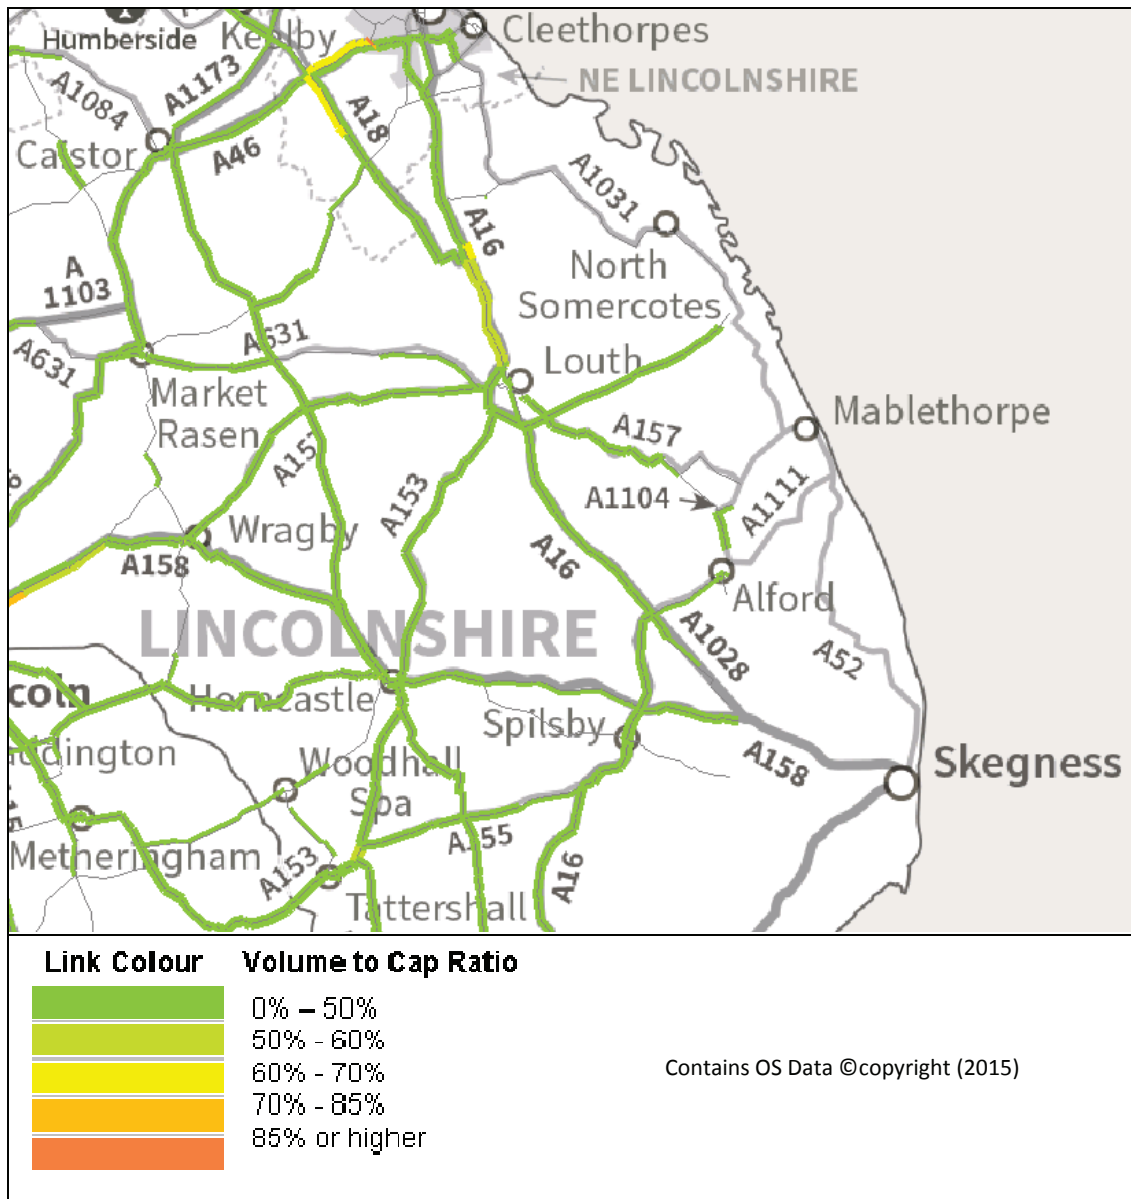 Humberside
Keelby
Cleethorpes
NE LINCOLNSHIRE
A1084
A1173
A18
A46
Caistor
A1031
A16
A
1103
North
Somercotes
A631
A631
Louth
Market
Rasen
Mablethorpe
A157
A15
A153
A1104
A1111
Wragby
A158
A16
Alford
LINCOLNSHIRE
A1028
A52
coln
Horncastle
Spilsby
ddington
Woodhall
Spa
A158
Skegness
15
Metheringham
A155
A153
A16
Tattershall
Link Colour Volume to Cap Ratio
0% – 50%
50% - 60%
60% - 70%
70% - 85%
85% or higher
Contains OS Data ©copyright (2015)